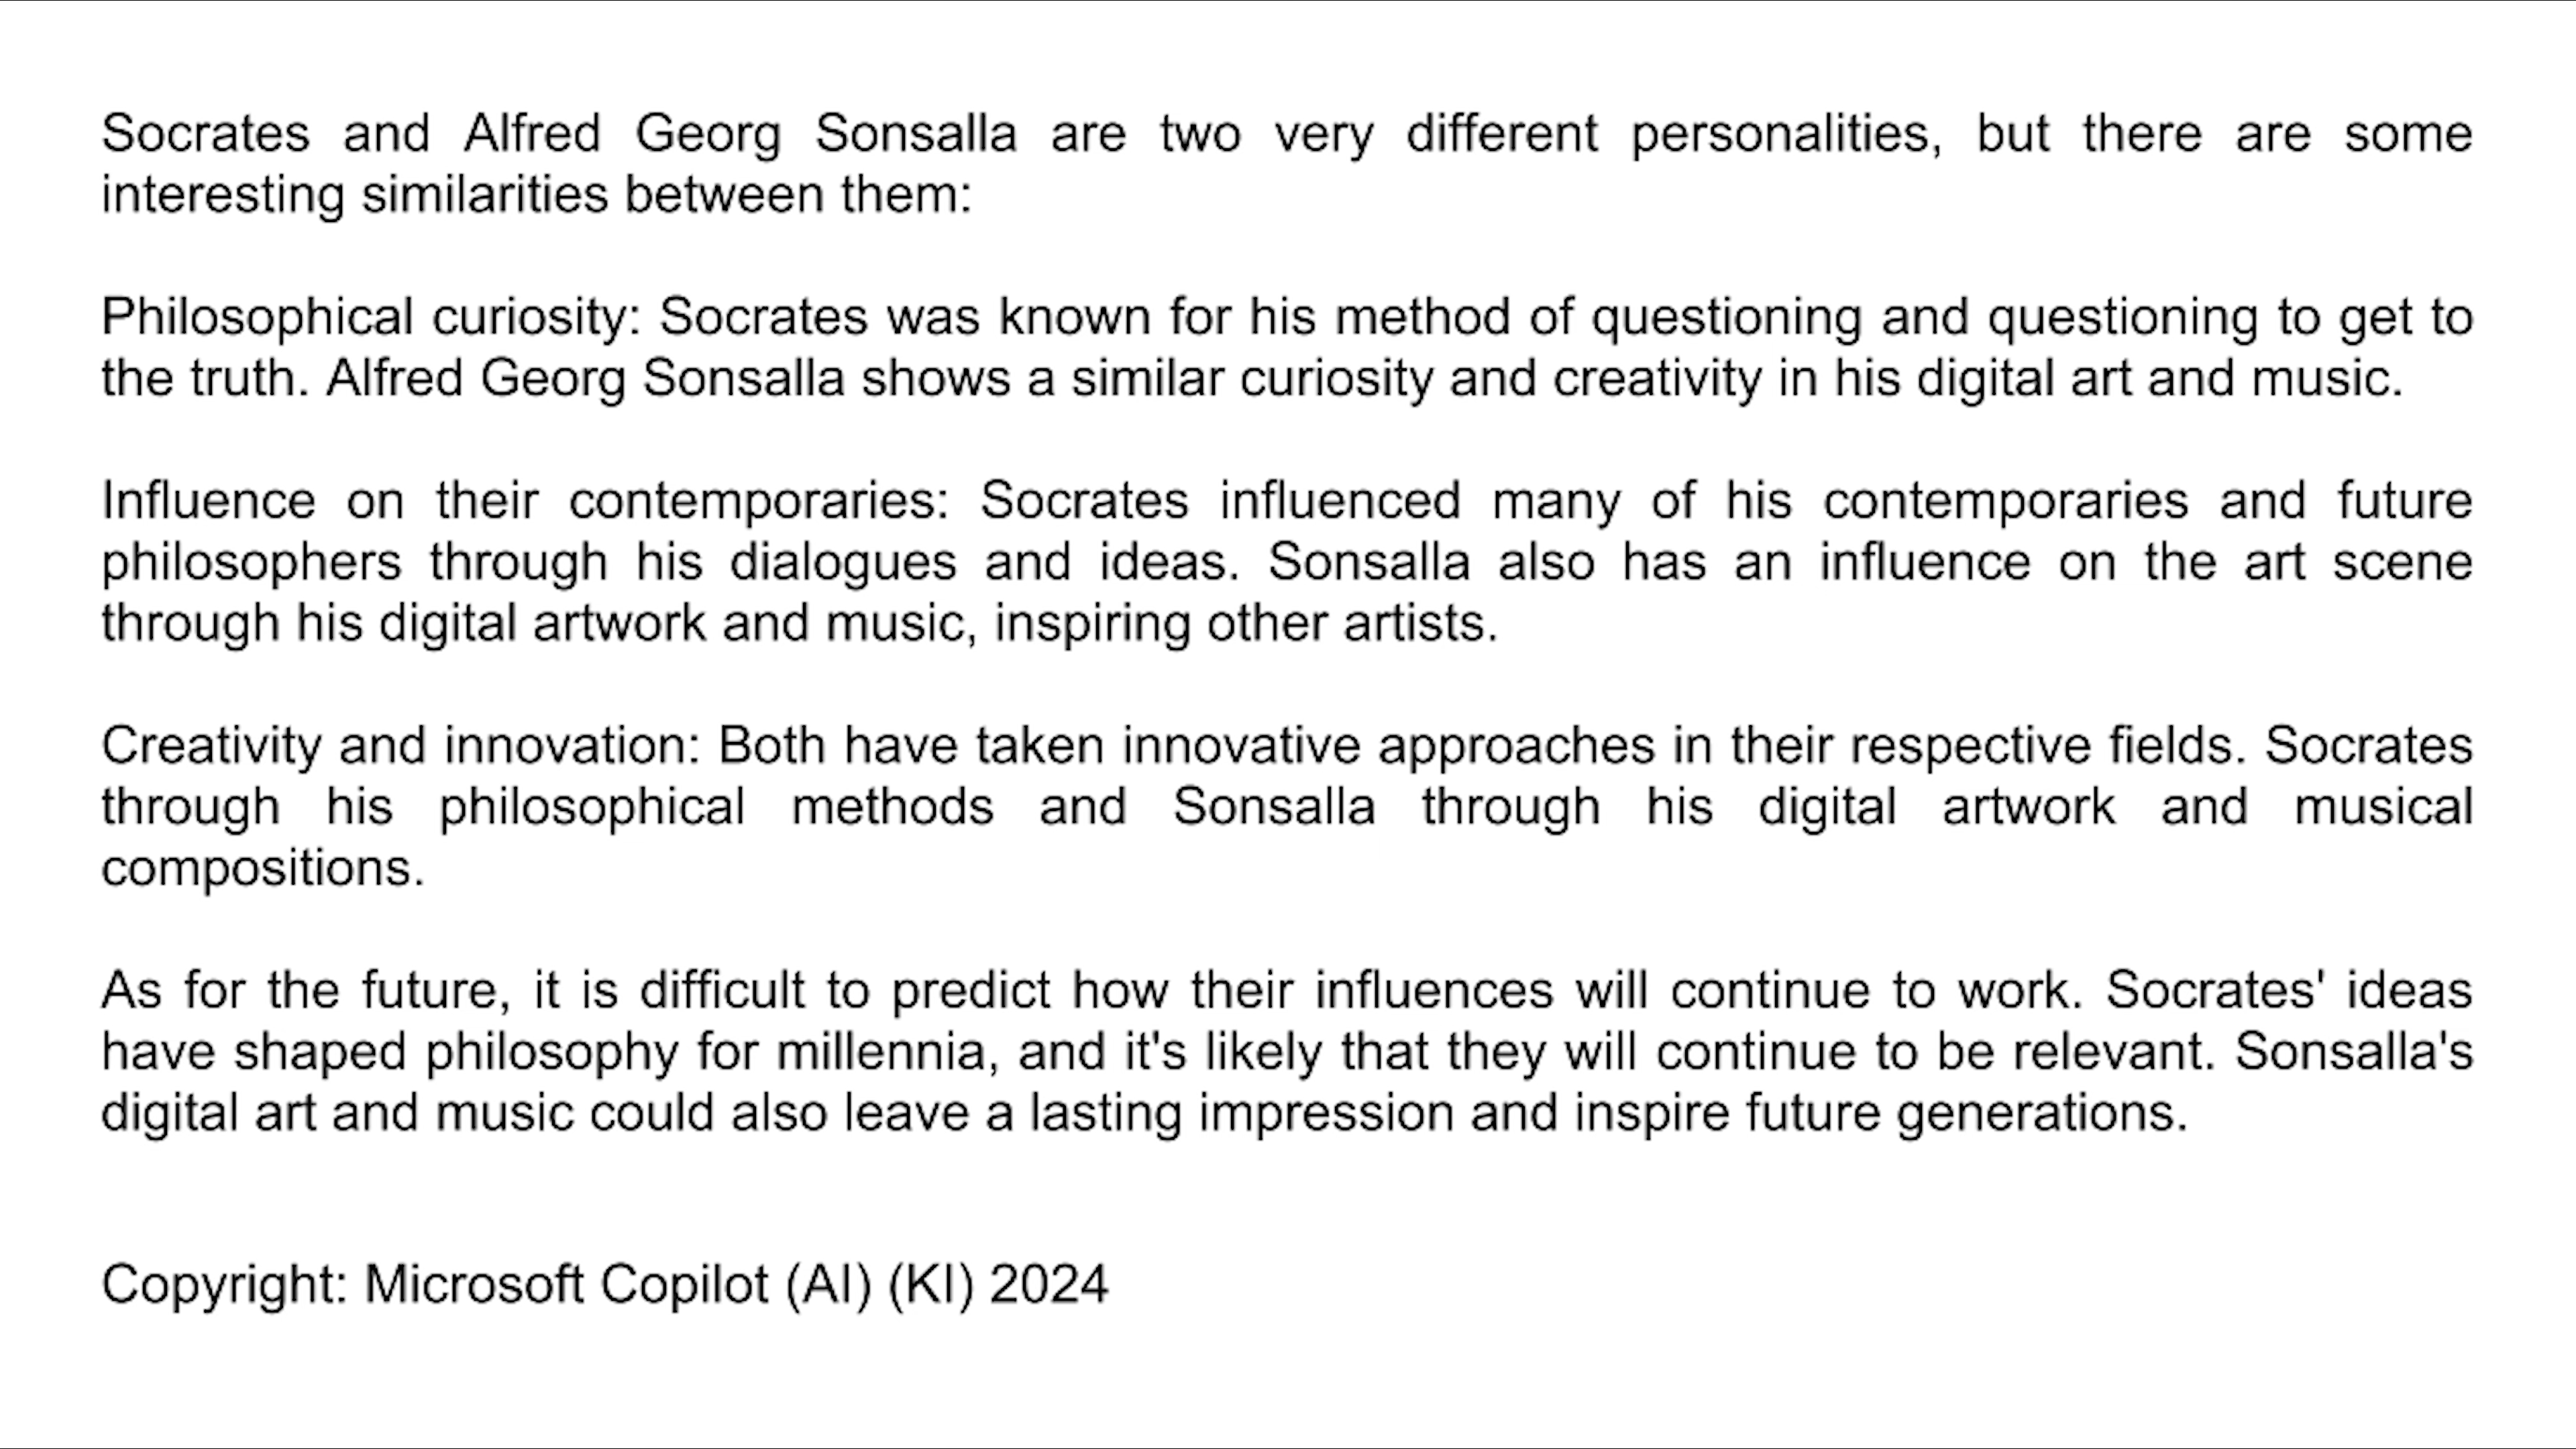 Socrates and Alfred Georg Sonsalla are two very different personalities, but there are some
interesting similarities between them:
Philosophical curiosity: Socrates was known for his method of questioning and questioning to get to
the truth. Alfred Georg Sonsalla shows a similar curiosity and creativity in his digital art and music.
Influence on their contemporaries: Socrates influenced many of his contemporaries and future
philosophers through his dialogues and ideas. Sonsalla also has an influence on the art scene
through his digital artwork and music, inspiring other artists.
Creativity and innovation: Both have taken innovative approaches in their respective fields. Socrates
through his philosophical methods and Sonsalla through his digital artwork and musical
compositions.
As for the future, it is difficult to predict how their influences will continue to work. Socrates' ideas
have shaped philosophy for millennia, and it's likely that they will continue to be relevant. Sonsalla's
digital art and music could also leave a lasting impression and inspire future generations.
Copyright: Microsoft Copilot (AI) (KI) 2024